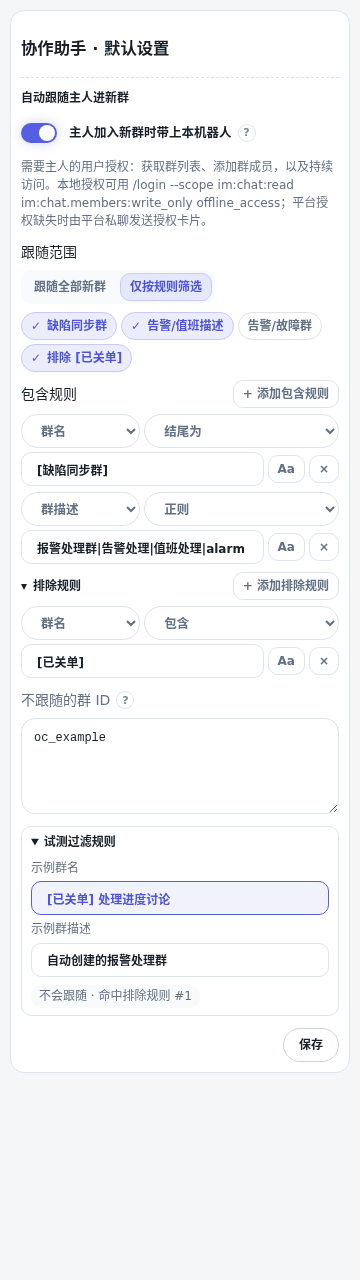 协作助手 · 默认设置
自动跟随主人进新群
主人加入新群时带上本机器人 ?
需要主人的用户授权：获取群列表、添加群成员，以及持续
访问。本地授权可用 /login --scope im:chat:read
im:chat.members:write_only offline_access；平台授
权缺失时由平台私聊发送授权卡片。
跟随范围
跟随全部新群 仅按规则筛选
✓ 缺陷同步群 ✓ 告警/值班描述 告警/故障群
✓ 排除 [已关单]
包含规则 + 添加包含规则
群名 结尾为
[缺陷同步群] Aa ×
群描述 正则
报警处理群|告警处理|值班处理|alarm Aa ×
▾ 排除规则 + 添加排除规则
群名 包含
[已关单] Aa ×
不跟随的群 ID ?
oc_example
▼ 试测过滤规则
示例群名
[已关单] 处理进度讨论
示例群描述
自动创建的报警处理群
不会跟随 · 命中排除规则 #1
保存